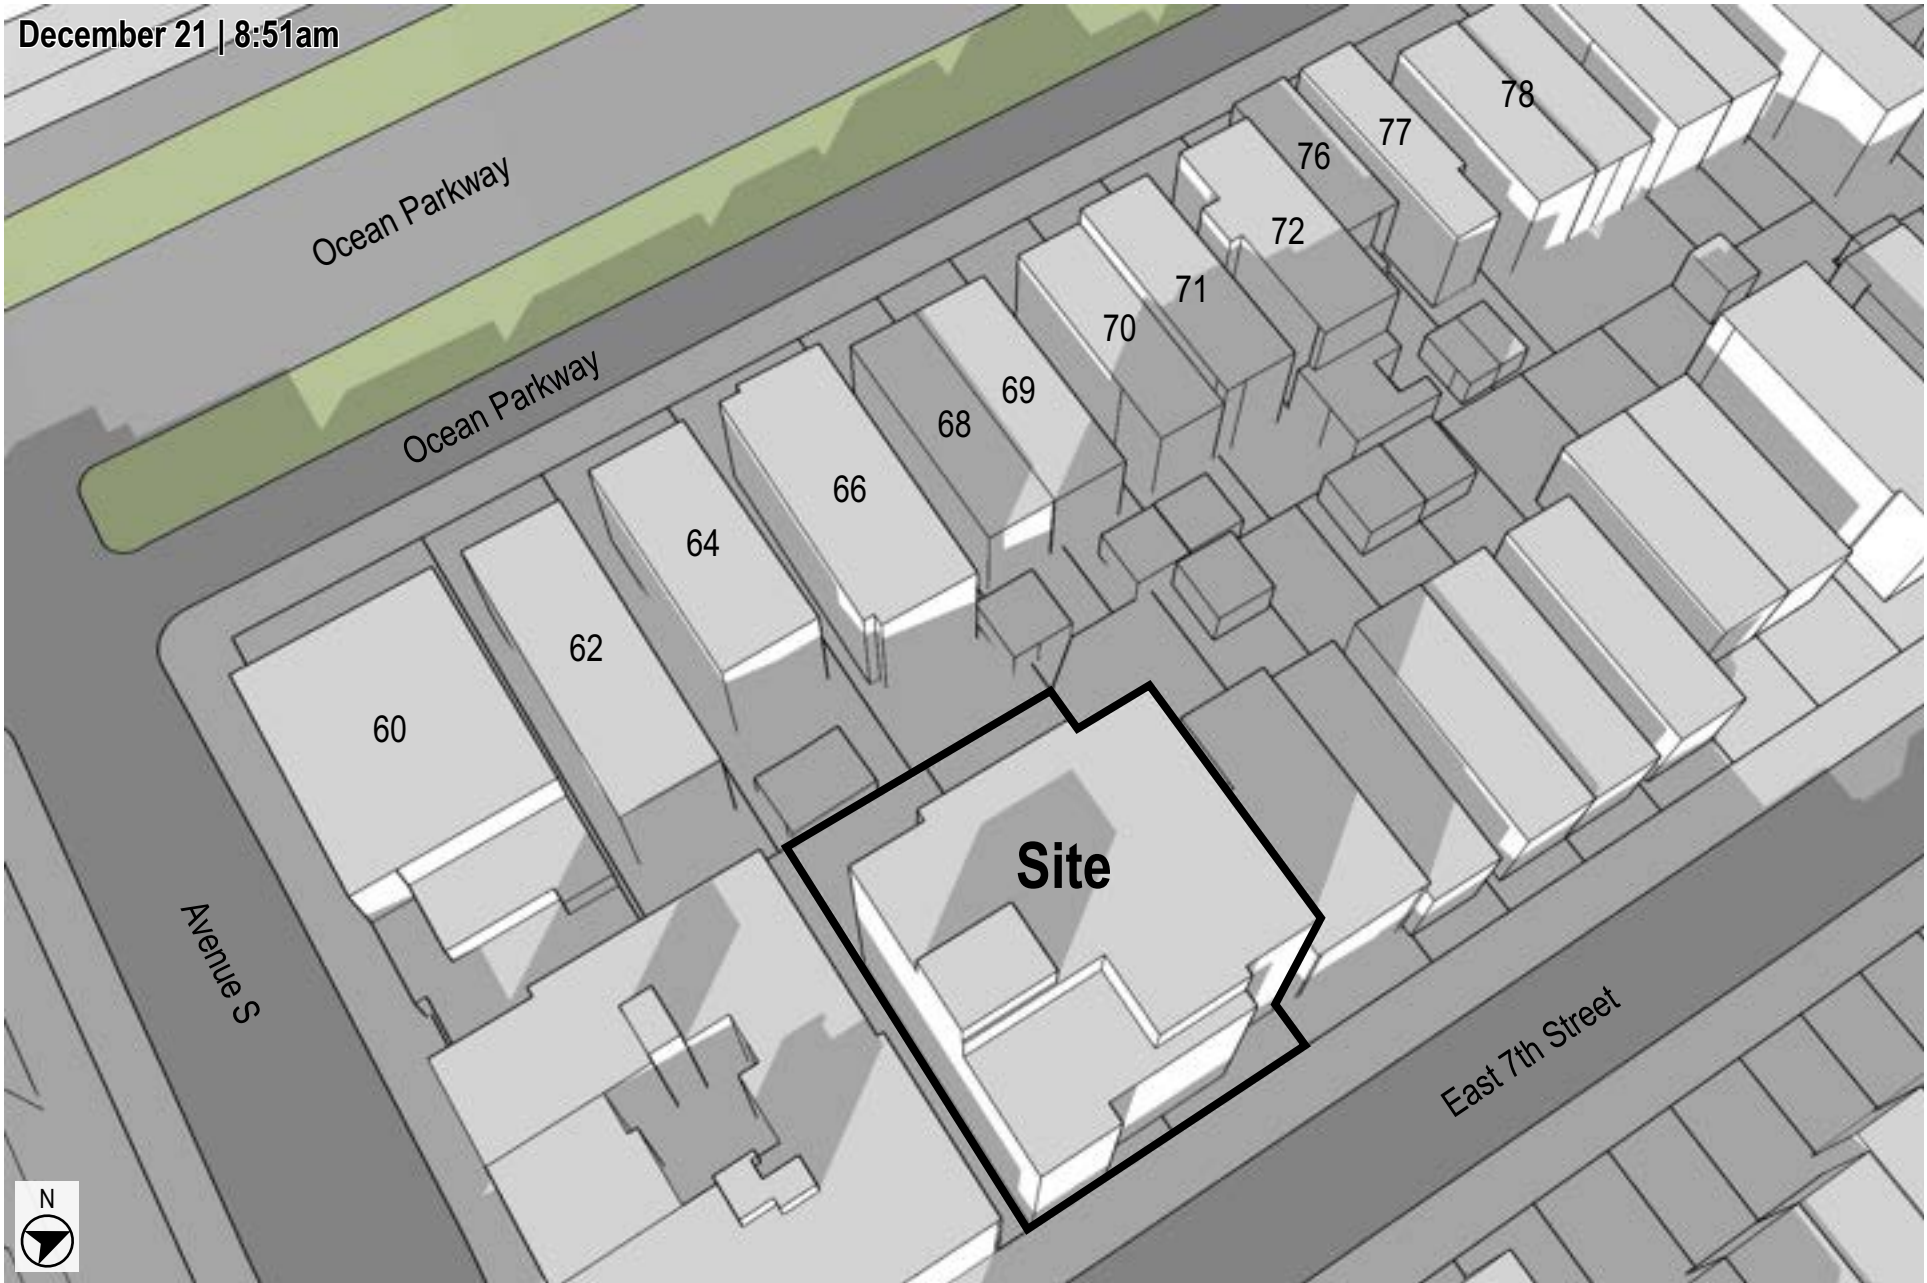 December 21 | 8:51am
78
77
76
Ocean Parkway
72
71
70
69
Ocean Parkway
68
66
64
62
60
Site
Avenue S
East 7th Street
N